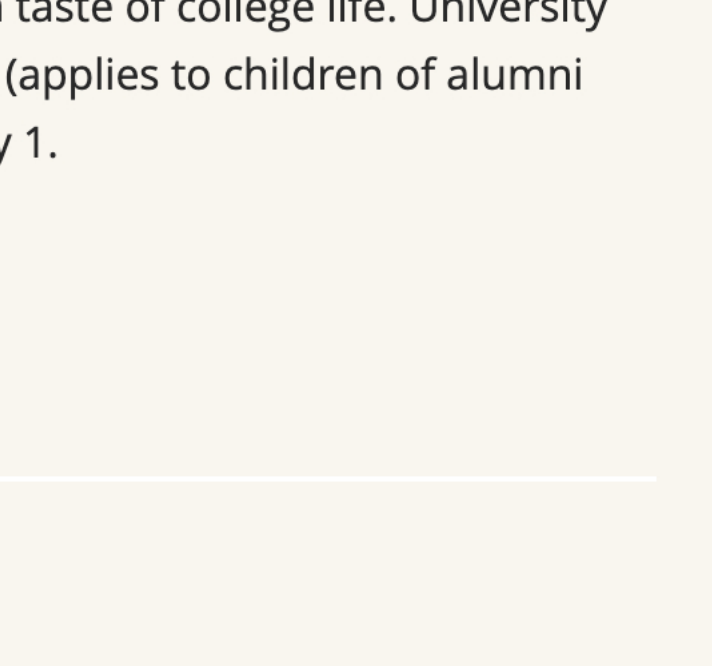 taste of college life. University
(applies to children of alumni
1.